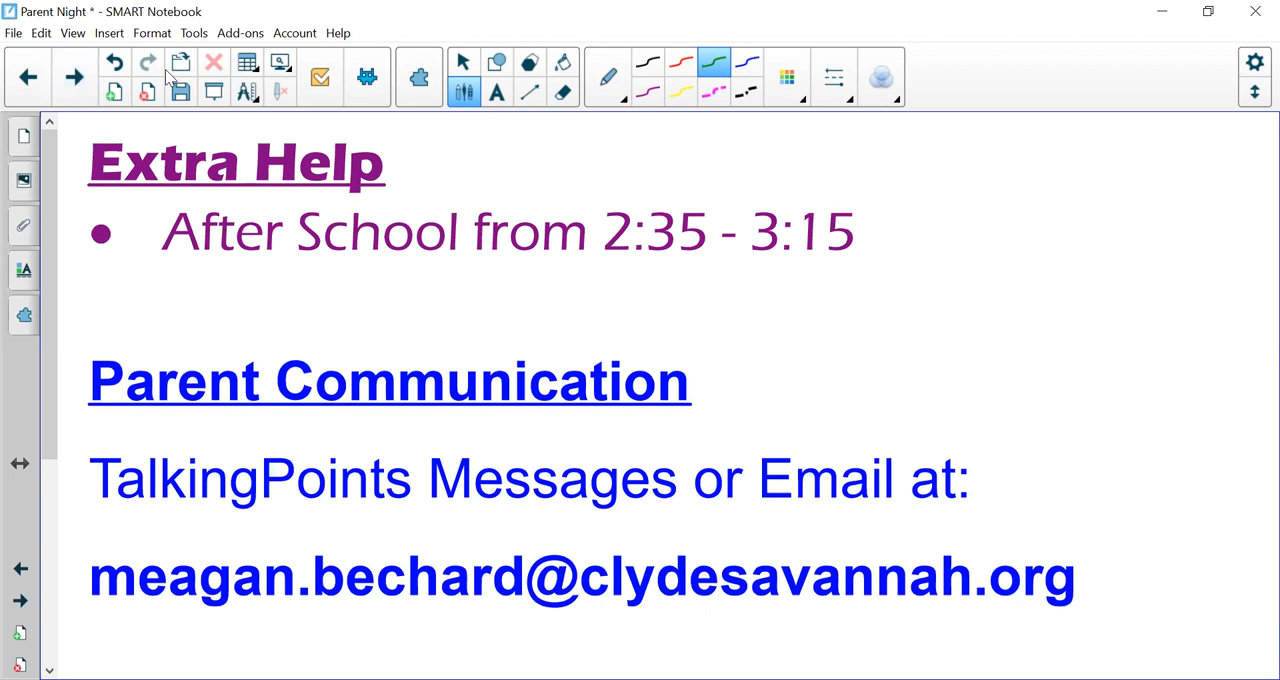 Parent Night * - SMART Notebook
File Edit View Insert Format Tools Add-ons Account Help
Extra Help
• After School from 2:35 - 3:15
Parent Communication
TalkingPoints Messages or Email at:
meagan.bechard@clydesavannah.org